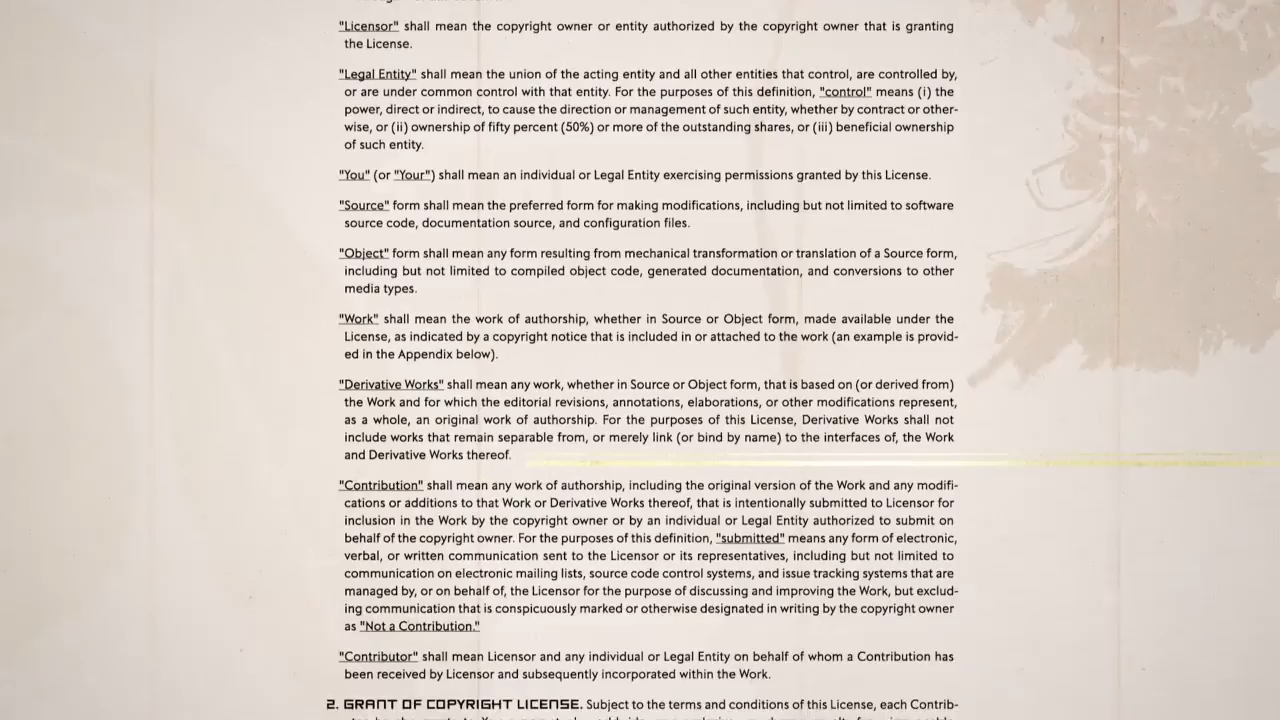 "Licensor" shall mean the copyright owner or entity authorized by the copyright owner that is granting
the License.
"Legal Entity" shall mean the union of the acting entity and all other entities that control, are controlled by,
or are under common control with that entity. For the purposes of this definition, "control" means (i) the
power, direct or indirect, to cause the direction or management of such entity, whether by contract or other-
wise, or (ii) ownership of fifty percent (50%) or more of the outstanding shares, or (iii) beneficial ownership
of such entity.
"You" (or "Your") shall mean an individual or Legal Entity exercising permissions granted by this License.
"Source" form shall mean the preferred form for making modifications, including but not limited to software
source code, documentation source, and configuration files.
"Object" form shall mean any form resulting from mechanical transformation or translation of a Source form,
including but not limited to compiled object code, generated documentation, and conversions to other
media types.
"Work" shall mean the work of authorship, whether in Source or Object form, made available under the
License, as indicated by a copyright notice that is included in or attached to the work (an example is provid-
ed in the Appendix below).
"Derivative Works" shall mean any work, whether in Source or Object form, that is based on (or derived from)
the Work and for which the editorial revisions, annotations, elaborations, or other modifications represent,
as a whole, an original work of authorship. For the purposes of this License, Derivative Works shall not
include works that remain separable from, or merely link (or bind by name) to the interfaces of, the Work
and Derivative Works thereof.
"Contribution" shall mean any work of authorship, including the original version of the Work and any modifi-
cations or additions to that Work or Derivative Works thereof, that is intentionally submitted to Licensor for
inclusion in the Work by the copyright owner or by an individual or Legal Entity authorized to submit on
behalf of the copyright owner. For the purposes of this definition, "submitted" means any form of electronic,
verbal, or written communication sent to the Licensor or its representatives, including but not limited to
communication on electronic mailing lists, source code control systems, and issue tracking systems that are
managed by, or on behalf of, the Licensor for the purpose of discussing and improving the Work, but exclud-
ing communication that is conspicuously marked or otherwise designated in writing by the copyright owner
as "Not a Contribution."
"Contributor" shall mean Licensor and any individual or Legal Entity on behalf of whom a Contribution has
been received by Licensor and subsequently incorporated within the Work.
2. GRANT OF COPYRIGHT LICENSE. Subject to the terms and conditions of this License, each Contrib-